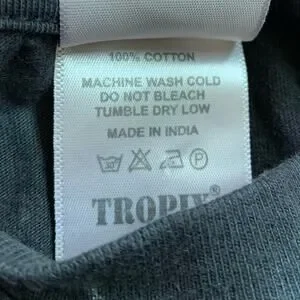 100% COTTON
MACHINE WASH COLD
DO NOT BLEACH
TUMBLE DRY LOW
MADE IN INDIA
P
TROPIX®